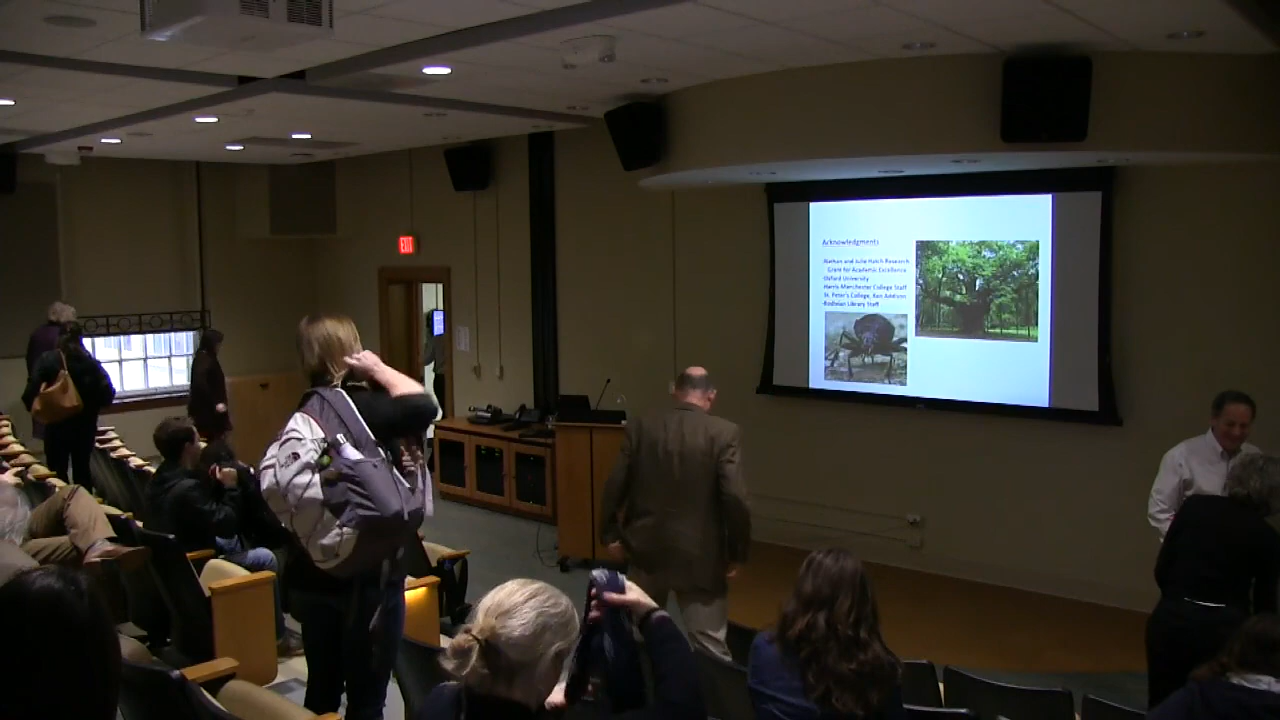 EXIT
Acknowledgments
-Nathan and Julie Hatch Research
Grant for Academic Excellence
-Oxford University
-Harris Manchester College Staff
St. Peter's College, Ken Addison
-Bodleian Library Staff